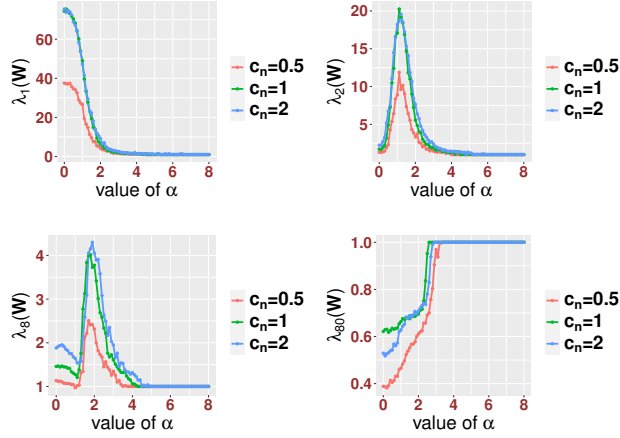 60
40
20
0
λ₁(W)
0 2 4 6 8
value of α
cₙ=0.5
cₙ=1
cₙ=2
20
15
10
5
λ₂(W)
0 2 4 6 8
value of α
cₙ=0.5
cₙ=1
cₙ=2
4
3
2
1
λ₈(W)
0 2 4 6 8
value of α
cₙ=0.5
cₙ=1
cₙ=2
1.0
0.8
0.6
0.4
λ₈₀(W)
0 2 4 6 8
value of α
cₙ=0.5
cₙ=1
cₙ=2